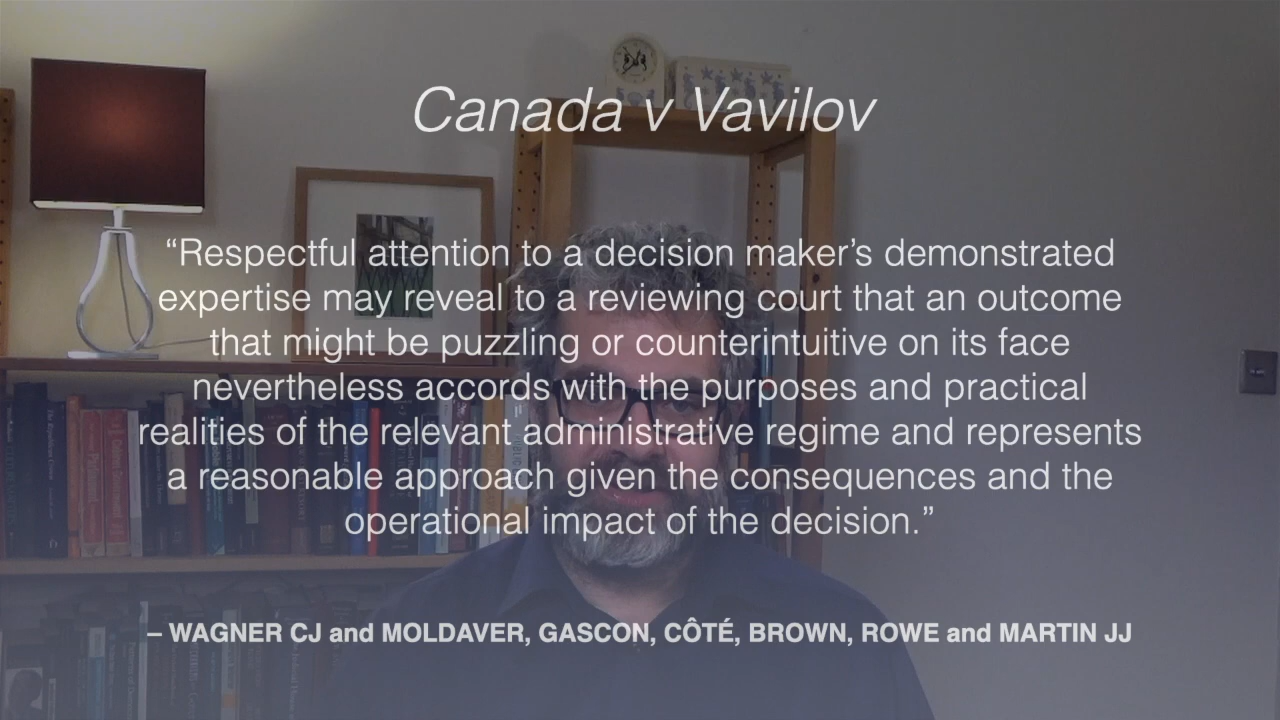 Canada v Vavilov
“Respectful attention to a decision maker’s demonstrated
expertise may reveal to a reviewing court that an outcome
that might be puzzling or counterintuitive on its face
nevertheless accords with the purposes and practical
realities of the relevant administrative regime and represents
a reasonable approach given the consequences and the
operational impact of the decision.”
– WAGNER CJ and MOLDAVER, GASCON, CÔTÉ, BROWN, ROWE and MARTIN JJ